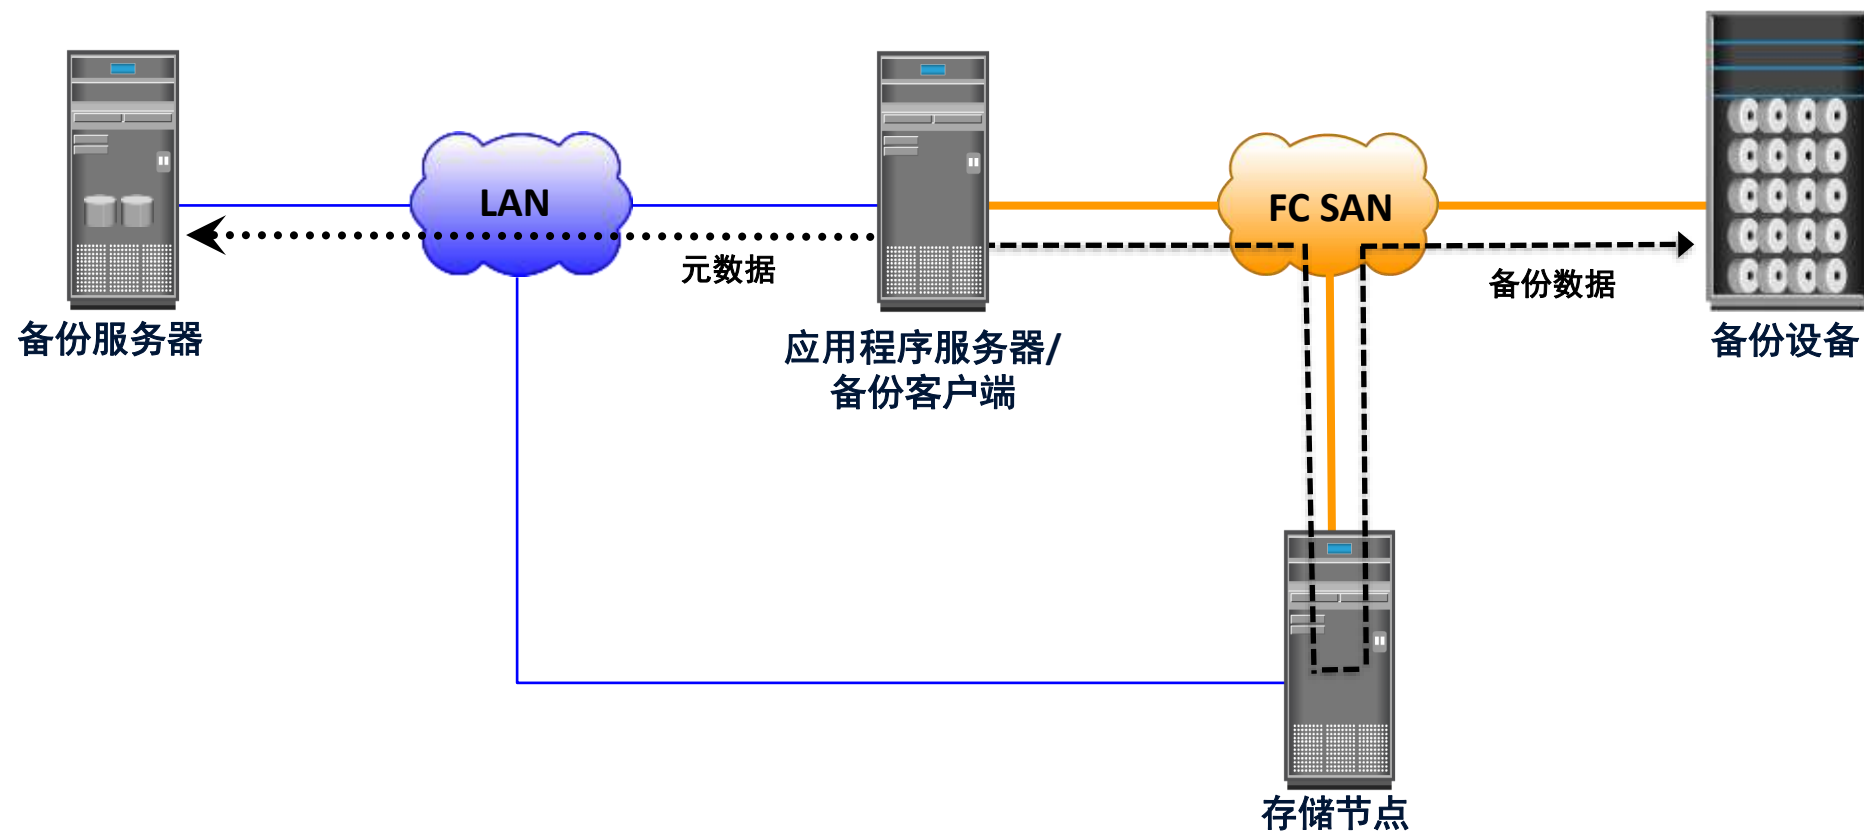 LAN
FC SAN
元数据
备份数据
备份服务器
应用程序服务器/
备份客户端
备份设备
存储节点